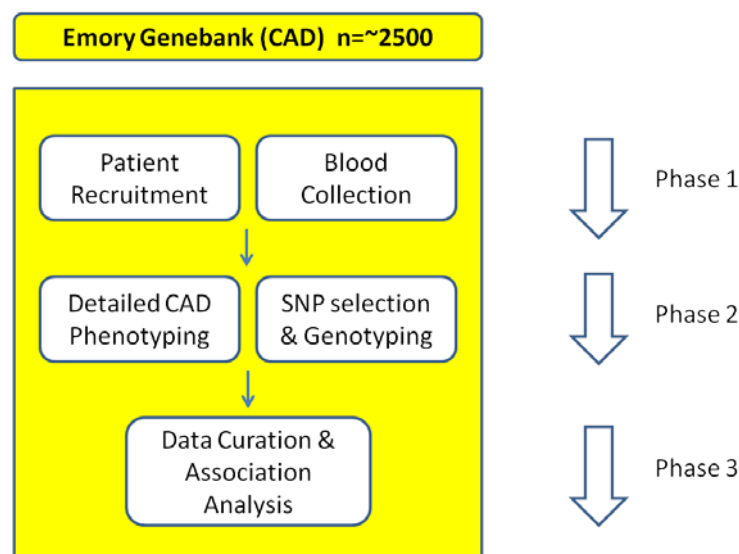 Emory Genebank (CAD) n=~2500
Patient
Recruitment
Blood
Collection
Phase 1
Detailed CAD
Phenotyping
SNP selection
& Genotyping
Phase 2
Data Curation &
Association
Analysis
Phase 3